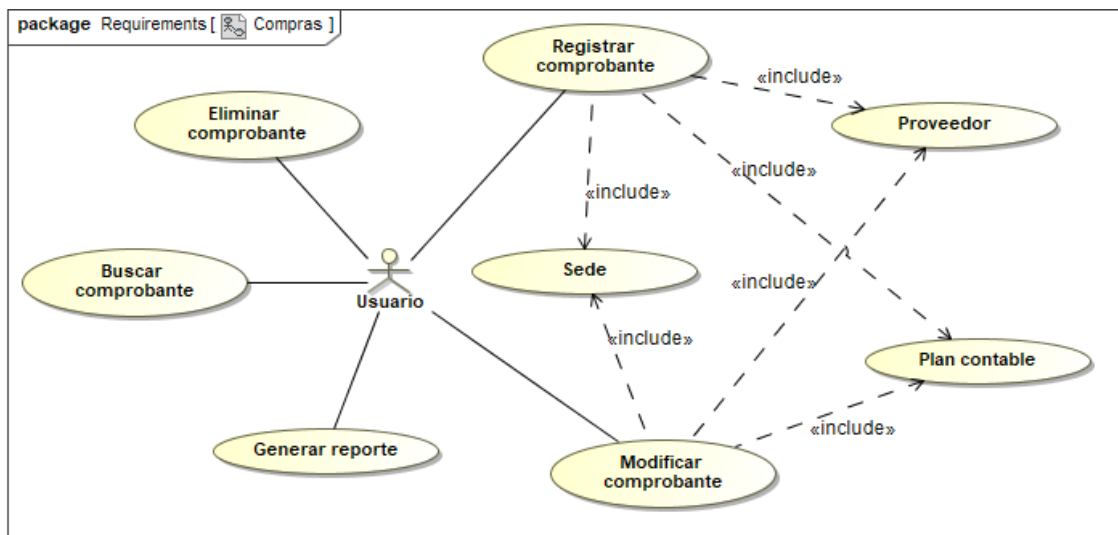 package Requirements [ Compras ]
Registrar
comprobante
«include»
Eliminar
comprobante
Proveedor
«include»
«include»
Buscar
comprobante
Sede
«include»
Usuario
«include»
Plan contable
Generar reporte
«include»
Modificar
comprobante